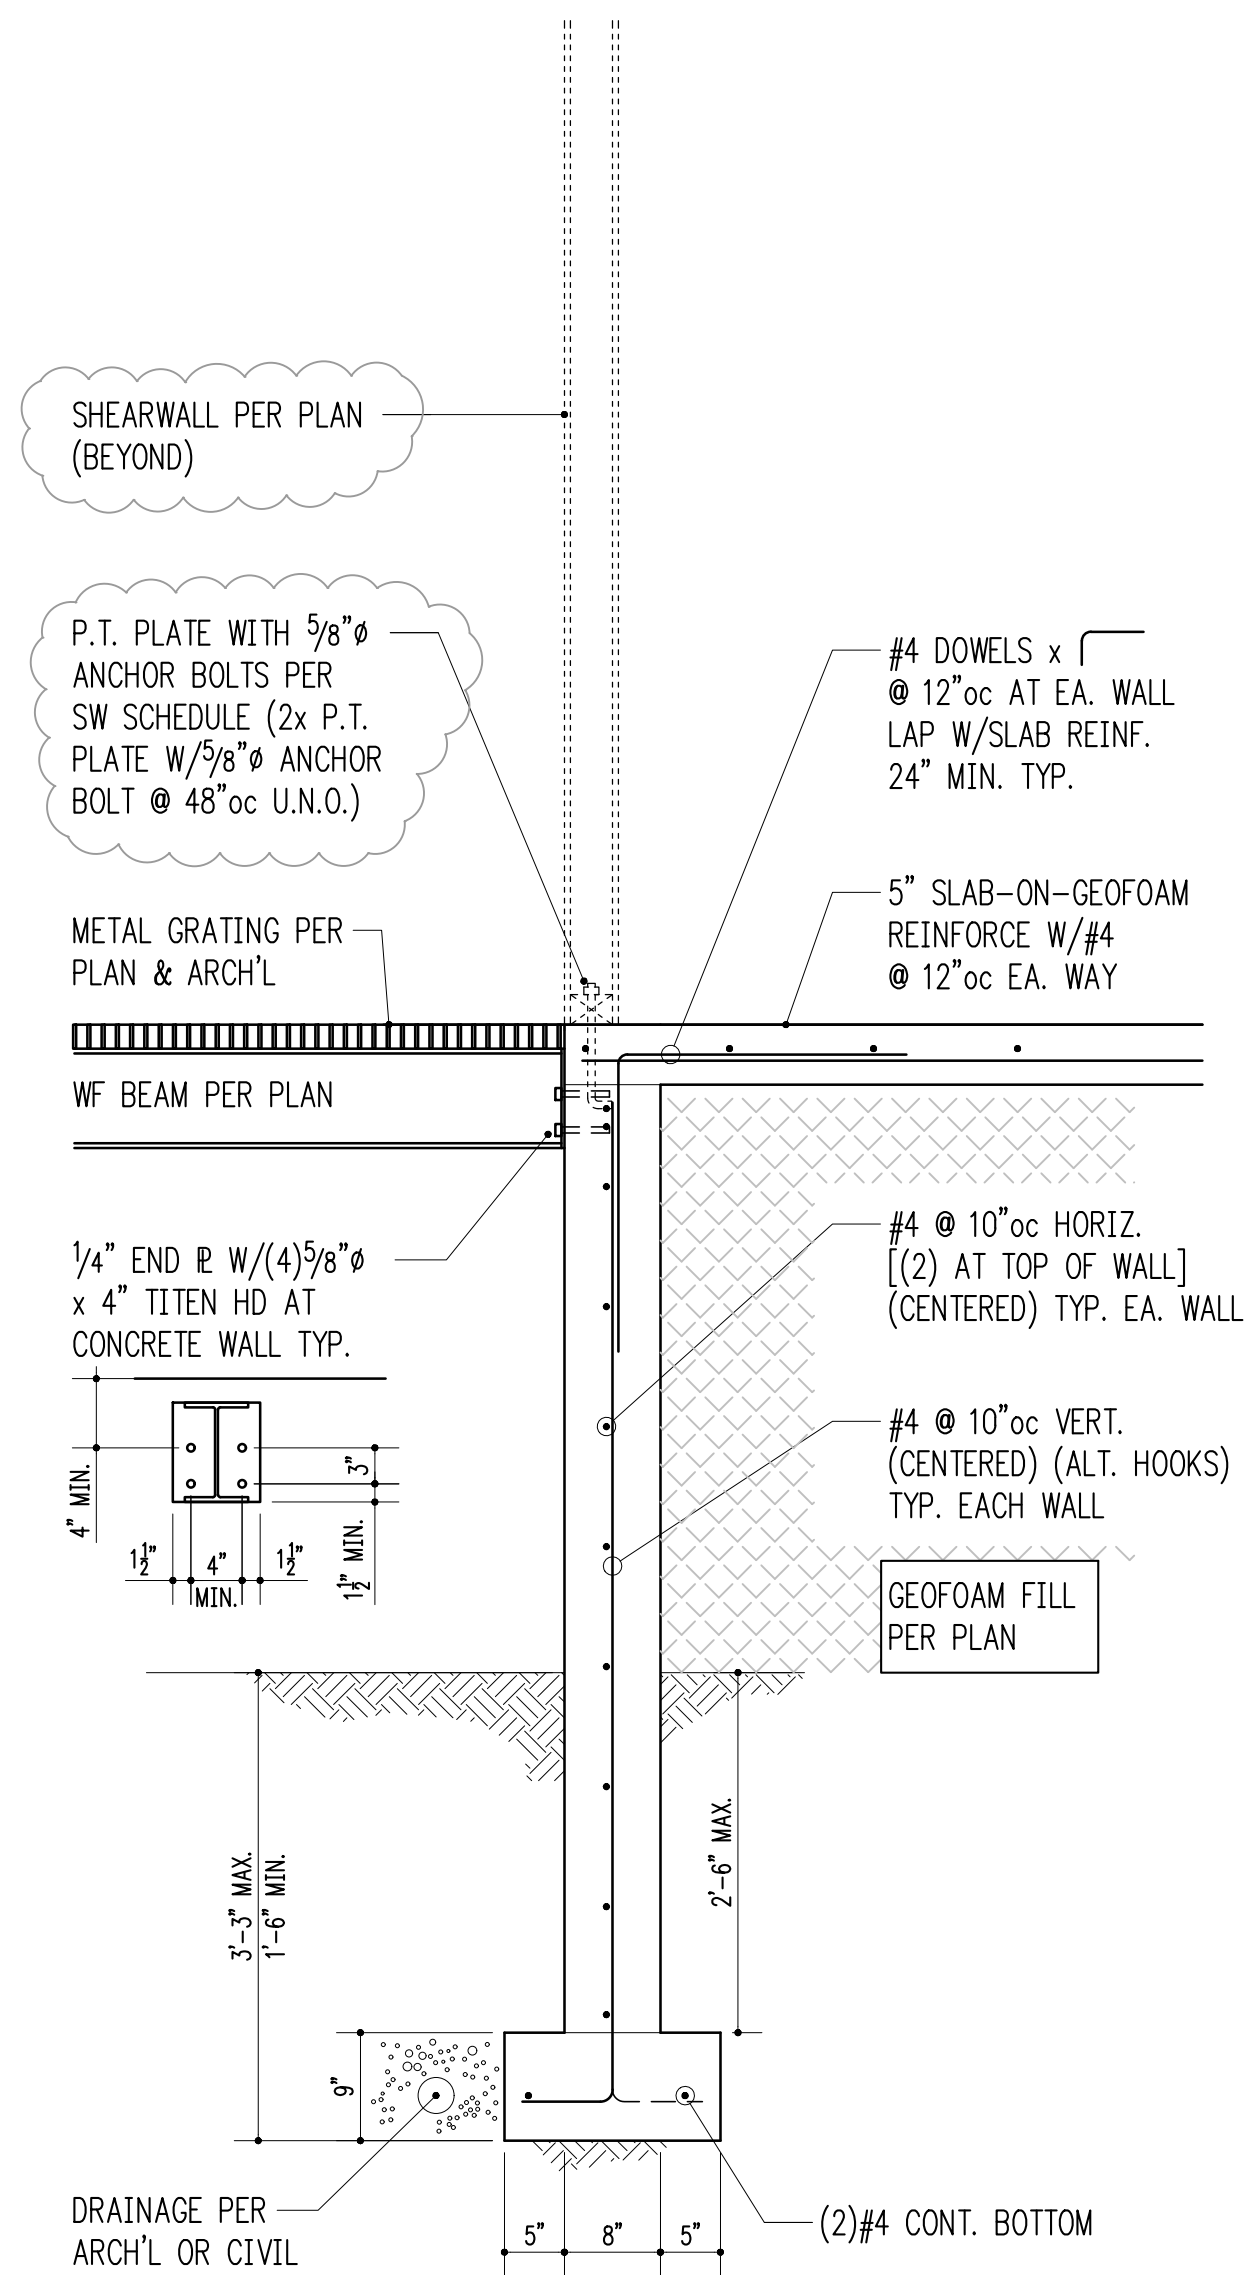 SHEARWALL PER PLAN
(BEYOND)
P.T. PLATE WITH 5/8"ø
ANCHOR BOLTS PER
SW SCHEDULE (2x P.T.
PLATE W/5/8"ø ANCHOR
BOLT @ 48"oc U.N.O.)
#4 DOWELS x
@ 12"oc AT EA. WALL
LAP W/SLAB REINF.
24" MIN. TYP.
METAL GRATING PER
PLAN & ARCH'L
5" SLAB-ON-GEOFOAM
REINFORCE W/#4
@ 12"oc EA. WAY
WF BEAM PER PLAN
1/4" END PL W/(4)5/8"ø
x 4" TITEN HD AT
CONCRETE WALL TYP.
#4 @ 10"oc HORIZ.
[(2) AT TOP OF WALL]
(CENTERED) TYP. EA. WALL
#4 @ 10"oc VERT.
(CENTERED) (ALT. HOOKS)
TYP. EACH WALL
4" MIN.
3"
1 1/2" MIN.
1 1/2"
4"
MIN.
1 1/2"
GEOFOAM FILL
PER PLAN
3'-3" MAX.
1'-6" MIN.
2'-6" MAX.
9"
DRAINAGE PER
ARCH'L OR CIVIL
5"
8"
5"
(2)#4 CONT. BOTTOM